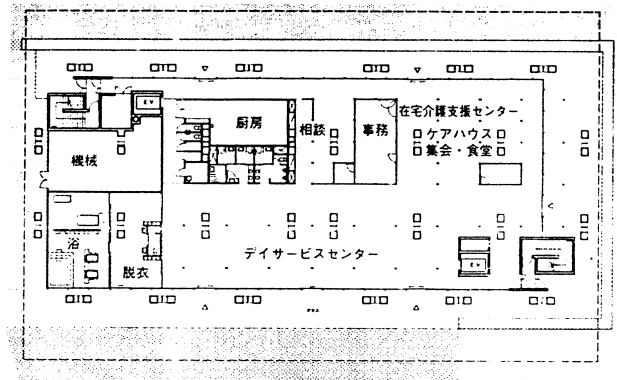 EV
厨房
相談
事務
在宅介護支援センター
ケアハウス
集会・食堂
機械
浴
脱衣
デイサービスセンター
EV